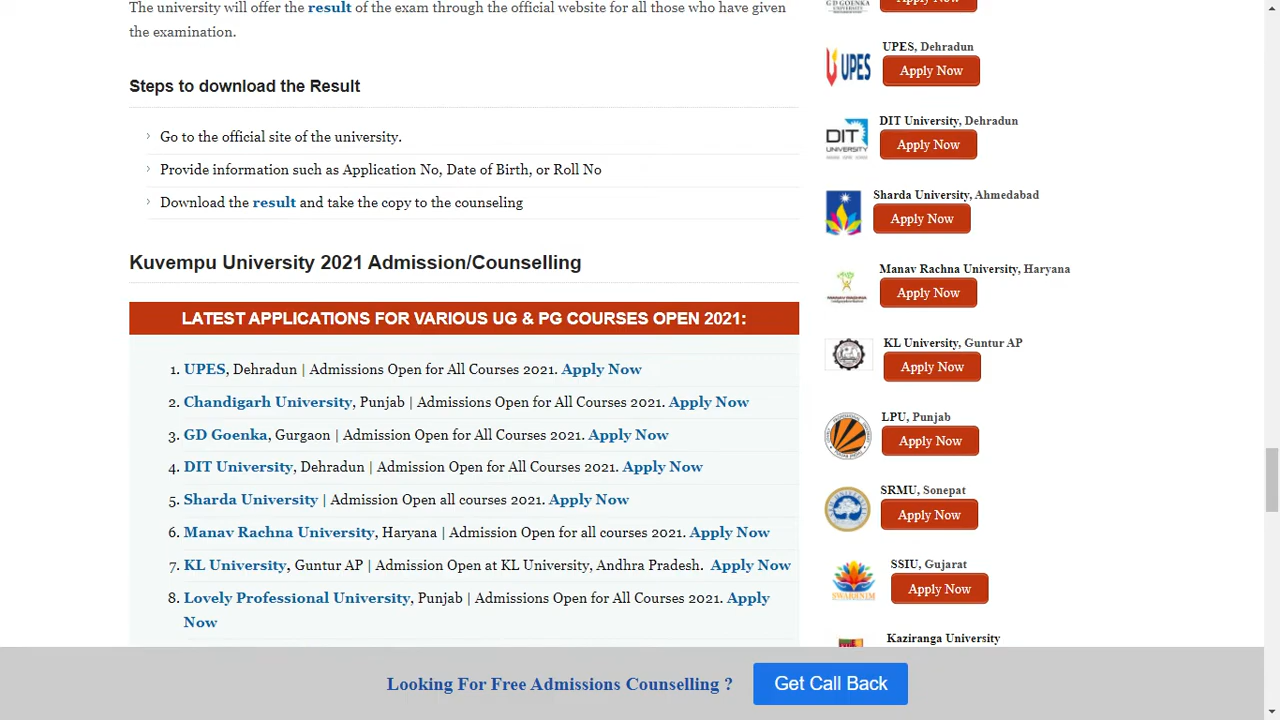 The university will offer the result of the exam through the official website for all those who have given
the examination.
Steps to download the Result
Go to the official site of the university.
Provide information such as Application No, Date of Birth, or Roll No
Download the result and take the copy to the counseling
Kuvempu University 2021 Admission/Counselling
LATEST APPLICATIONS FOR VARIOUS UG & PG COURSES OPEN 2021:
1. UPES, Dehradun | Admissions Open for All Courses 2021. Apply Now
2. Chandigarh University, Punjab | Admissions Open for All Courses 2021. Apply Now
3. GD Goenka, Gurgaon | Admission Open for All Courses 2021. Apply Now
4. DIT University, Dehradun | Admission Open for All Courses 2021. Apply Now
5. Sharda University | Admission Open all courses 2021. Apply Now
6. Manav Rachna University, Haryana | Admission Open for all courses 2021. Apply Now
7. KL University, Guntur AP | Admission Open at KL University, Andhra Pradesh. Apply Now
8. Lovely Professional University, Punjab | Admissions Open for All Courses 2021. Apply
Now
GD GOENKA
UNIVERSITY
Apply Now
UPES
UPES, Dehradun
Apply Now
DIT
UNIVERSITY
DIT University, Dehradun
Apply Now
Sharda University, Ahmedabad
Apply Now
MANAV RACHNA
Manav Rachna University, Haryana
Apply Now
KL University, Guntur AP
Apply Now
LPU, Punjab
Apply Now
SRMU, Sonepat
Apply Now
SWARRNIM
SSIU, Gujarat
Apply Now
Kaziranga University
Looking For Free Admissions Counselling ?
Get Call Back